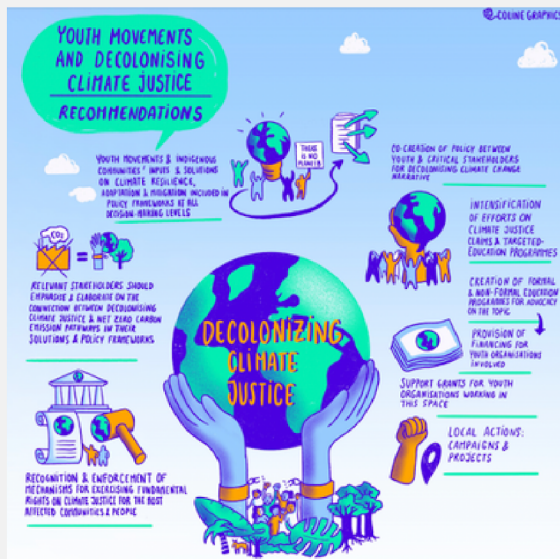 @COLINE GRAPHICS
YOUTH MOVEMENTS
AND DECOLONISING
CLIMATE JUSTICE
RECOMMENDATIONS
YOUTH MOVEMENTS & INDIGENOUS
COMMUNITIES' INPUTS & SOLUTIONS
ON CLIMATE RESILIENCE,
ADAPTATION & MITIGATION INCLUDED IN
POLICY FRAMEWORKS AT ALL
DECISION-MAKING LEVELS
THERE
IS NO
PLANET B
CO-CREATION OF POLICY BETWEEN
YOUTH & CRITICAL STAKEHOLDERS
FOR DECOLONISING CLIMATE CHANGE
NARRATIVE
INTENSIFICATION
OF EFFORTS ON
CLIMATE JUSTICE
CLAIMS & TARGETED-
EDUCATION PROGRAMMES
CREATION OF FORMAL
& NON-FORMAL EDUCATION
PROGRAMMES FOR ADVOCACY
ON THE TOPIC
PROVISION OF
FINANCING FOR
YOUTH ORGANISATIONS
INVOLVED
SUPPORT GRANTS FOR YOUTH
ORGANISATIONS WORKING IN
THIS SPACE
LOCAL ACTIONS:
CAMPAIGNS &
PROJECTS
CO2
=
RELEVANT STAKEHOLDERS SHOULD
EMPHASISE & ELABORATE ON THE
CONNECTION BETWEEN DECOLONISING
CLIMATE JUSTICE & NET ZERO CARBON
EMISSION PATHWAYS IN THEIR
SOLUTIONS & POLICY FRAMEWORKS
DECOLONIZING
CLIMATE
JUSTICE
RECOGNITION & ENFORCEMENT OF
MECHANISMS FOR EXERCISING FUNDAMENTAL
RIGHTS ON CLIMATE JUSTICE FOR THE MOST
AFFECTED COMMUNITIES & PEOPLE